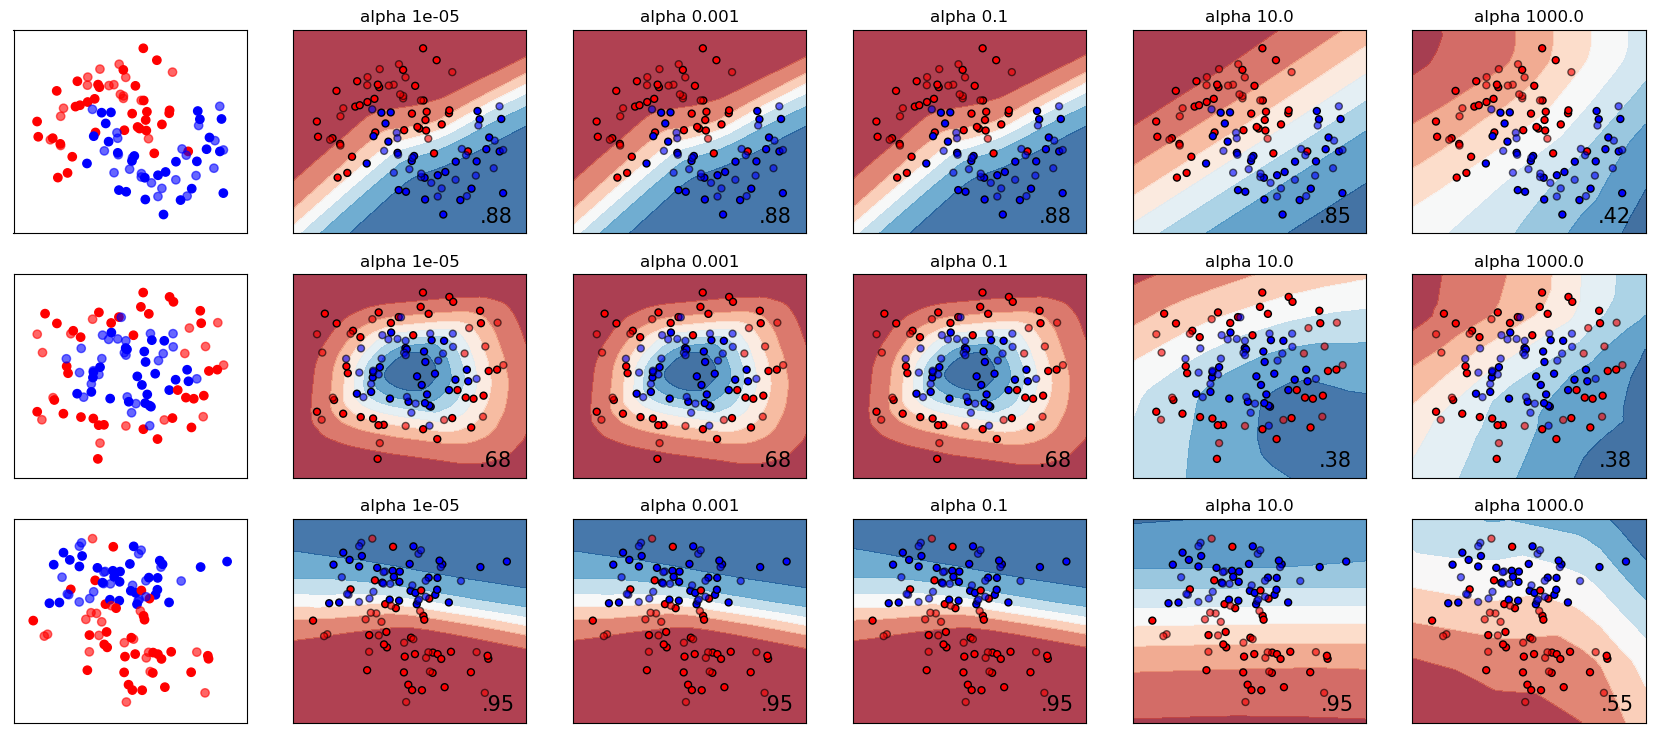 alpha 1e-05 alpha 0.001 alpha 0.1 alpha 10.0 alpha 1000.0
.88 .88 .88 .85 .42
alpha 1e-05 alpha 0.001 alpha 0.1 alpha 10.0 alpha 1000.0
.68 .68 .68 .38 .38
alpha 1e-05 alpha 0.001 alpha 0.1 alpha 10.0 alpha 1000.0
.95 .95 .95 .95 .55